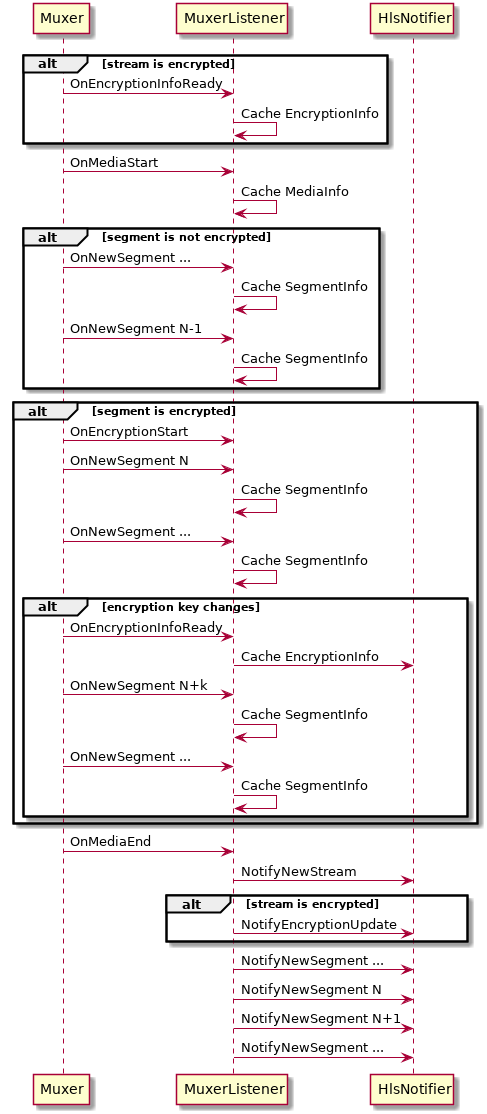 Muxer MuxerListener HlsNotifier
alt [stream is encrypted]
OnEncryptionInfoReady
Cache EncryptionInfo
OnMediaStart
Cache MediaInfo
alt [segment is not encrypted]
OnNewSegment ...
Cache SegmentInfo
OnNewSegment N-1
Cache SegmentInfo
alt [segment is encrypted]
OnEncryptionStart
OnNewSegment N
Cache SegmentInfo
OnNewSegment ...
Cache SegmentInfo
alt [encryption key changes]
OnEncryptionInfoReady
Cache EncryptionInfo
OnNewSegment N+k
Cache SegmentInfo
OnNewSegment ...
Cache SegmentInfo
OnMediaEnd
NotifyNewStream
alt [stream is encrypted]
NotifyEncryptionUpdate
NotifyNewSegment ...
NotifyNewSegment N
NotifyNewSegment N+1
NotifyNewSegment ...
Muxer MuxerListener HlsNotifier